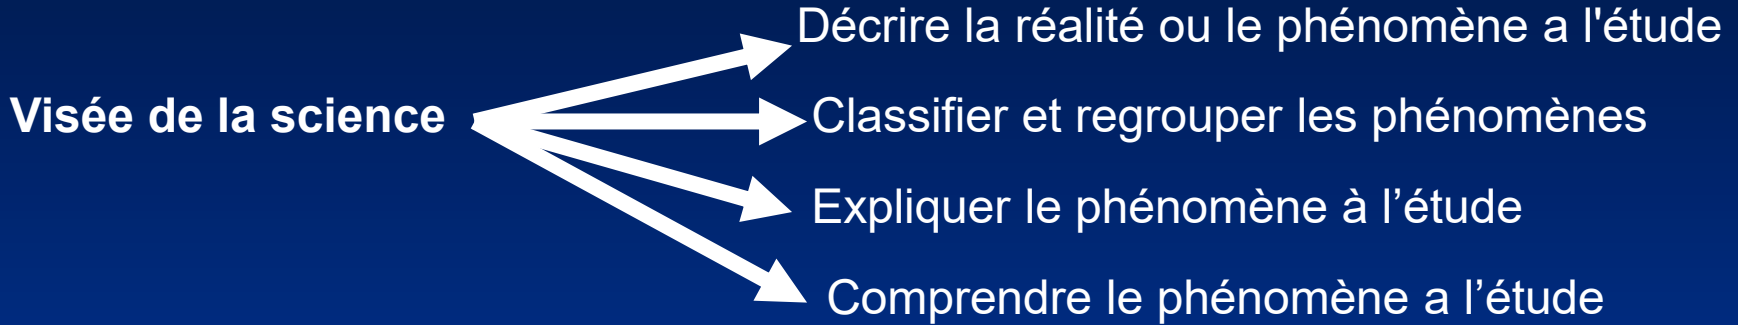 Décrire la réalité ou le phénomène a l'étude
Visée de la science
Classifier et regrouper les phénomènes
Expliquer le phénomène à l’étude
Comprendre le phénomène a l’étude